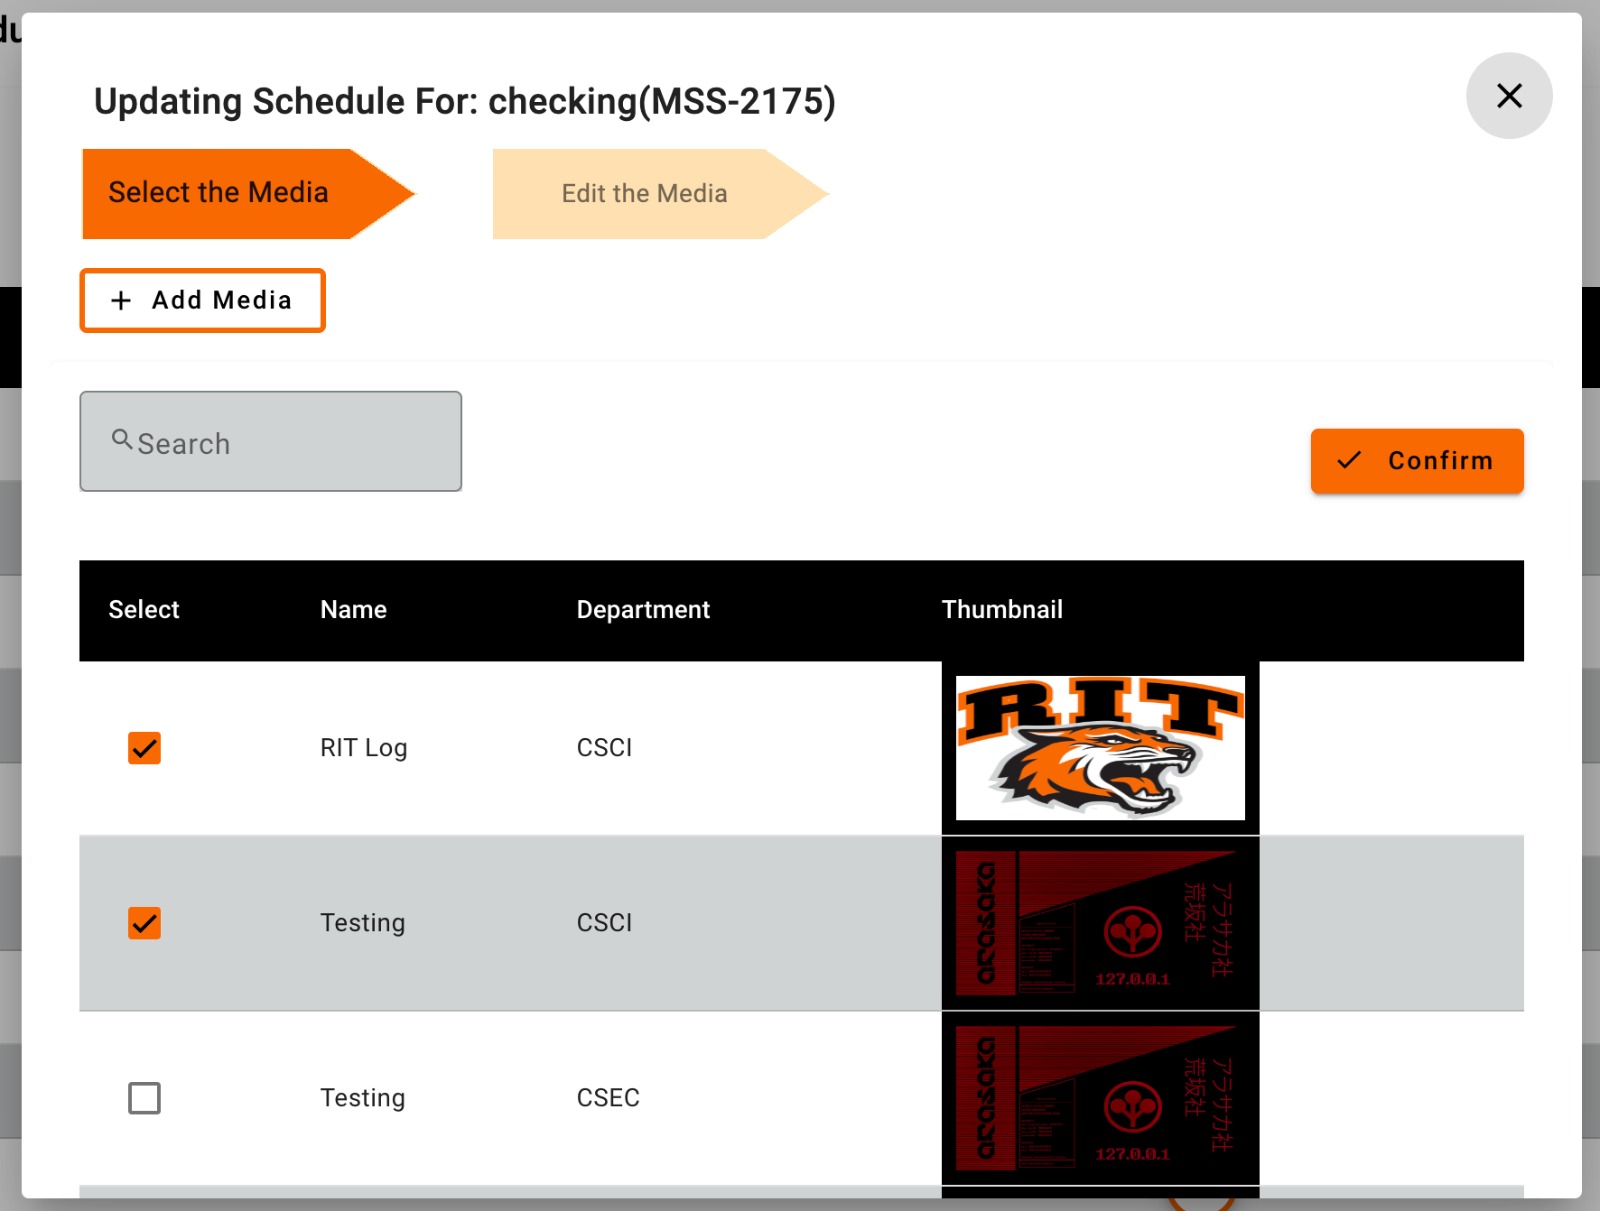 du
Updating Schedule For: checking(MSS-2175)
Select the Media
Edit the Media
+ Add Media
Search
Confirm
Select Name Department Thumbnail
RIT
RIT Log CSCI
arasaka
アラサカ社
荒坂社
127.0.0.1
Testing CSCI
arasaka
アラサカ社
荒坂社
127.0.0.1
Testing CSEC